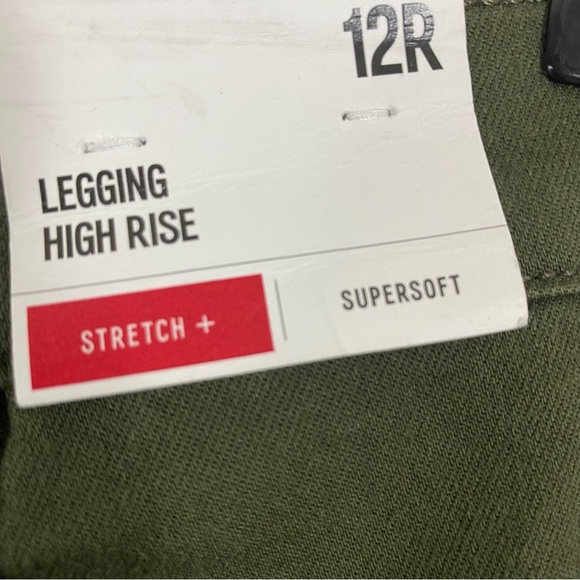 12R
LEGGING
HIGH RISE
STRETCH +
SUPERSOFT